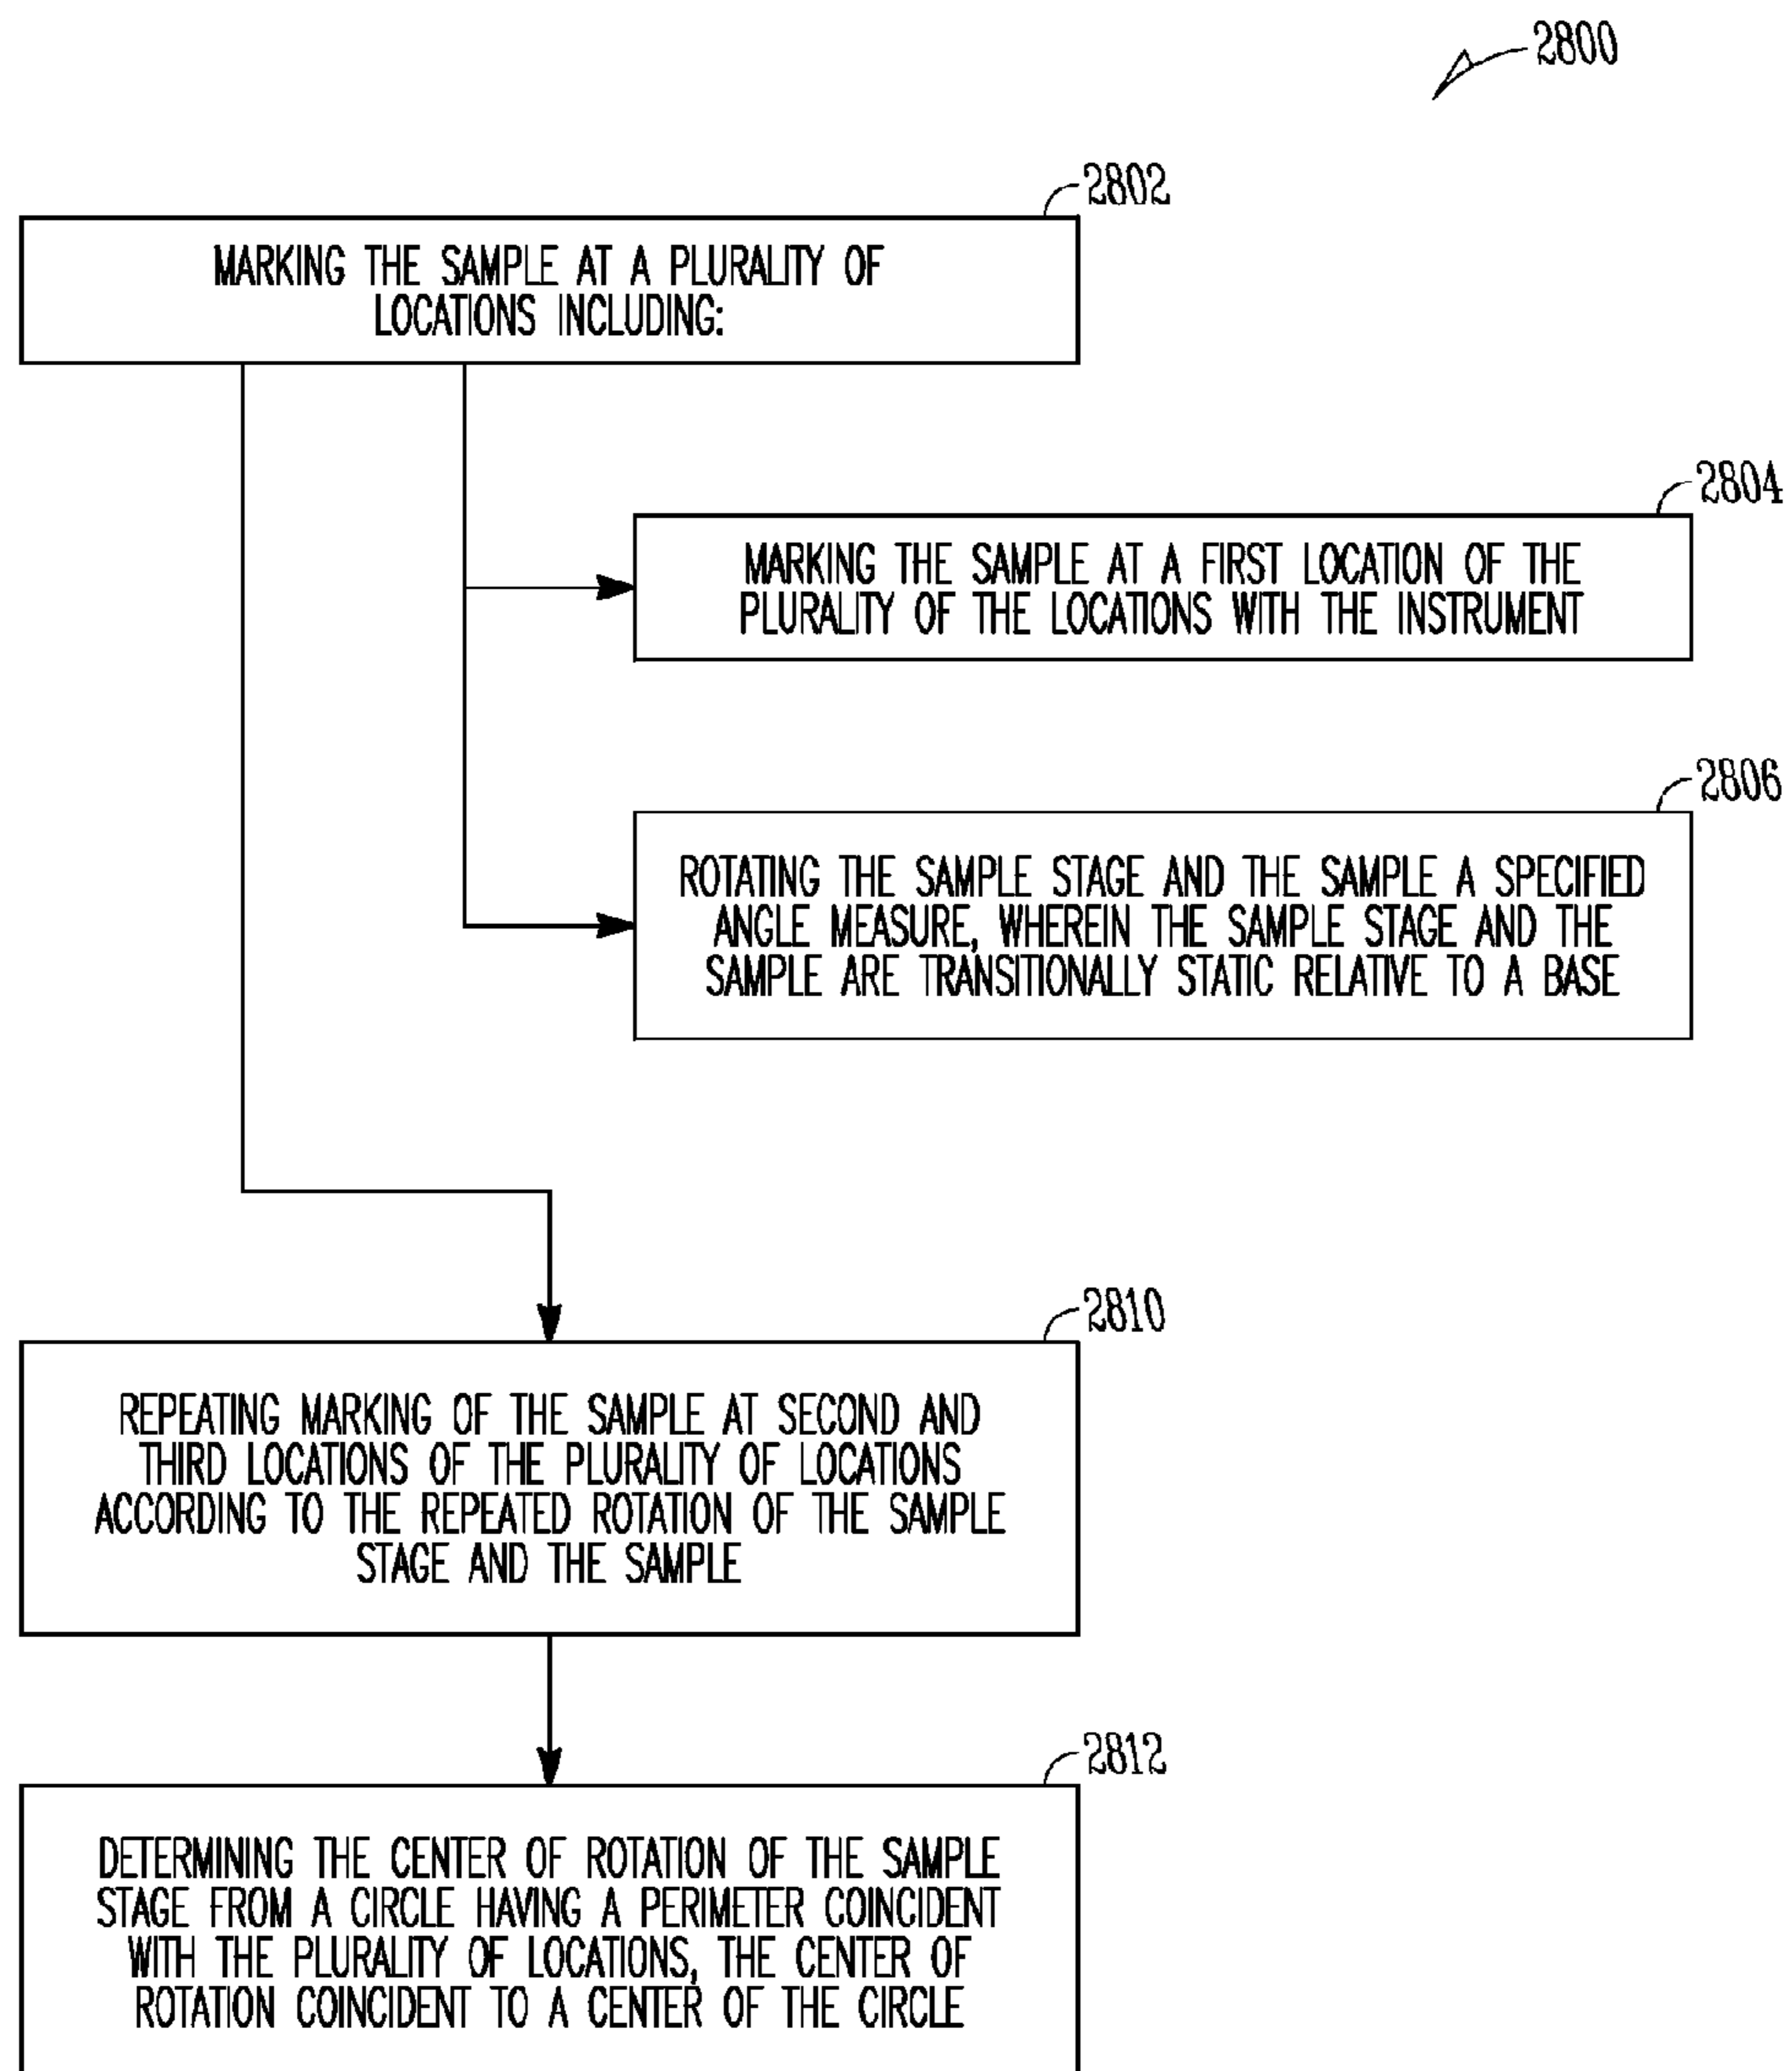 2800
2802
MARKING THE SAMPLE AT A PLURALITY OF
LOCATIONS INCLUDING:
2804
MARKING THE SAMPLE AT A FIRST LOCATION OF THE
PLURALITY OF THE LOCATIONS WITH THE INSTRUMENT
2806
ROTATING THE SAMPLE STAGE AND THE SAMPLE A SPECIFIED
ANGLE MEASURE, WHEREIN THE SAMPLE STAGE AND THE
SAMPLE ARE TRANSITIONALLY STATIC RELATIVE TO A BASE
2810
REPEATING MARKING OF THE SAMPLE AT SECOND AND
THIRD LOCATIONS OF THE PLURALITY OF LOCATIONS
ACCORDING TO THE REPEATED ROTATION OF THE SAMPLE
STAGE AND THE SAMPLE
2812
DETERMINING THE CENTER OF ROTATION OF THE SAMPLE
STAGE FROM A CIRCLE HAVING A PERIMETER COINCIDENT
WITH THE PLURALITY OF LOCATIONS, THE CENTER OF
ROTATION COINCIDENT TO A CENTER OF THE CIRCLE